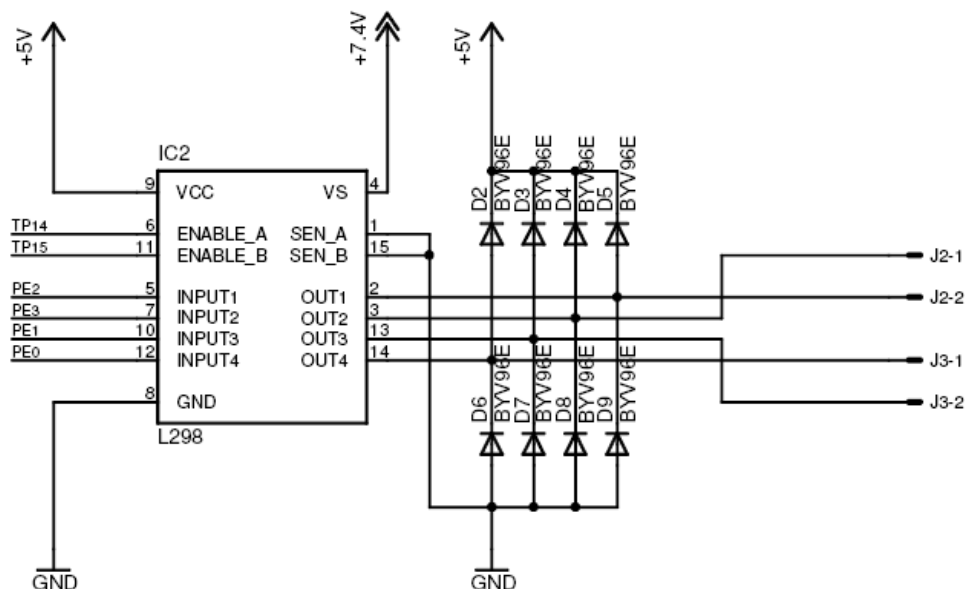 +5V
+7.4V
+5V
IC2
9 VCC
VS 4
TP14 6 ENABLE_A
SEN_A 1
TP15 11 ENABLE_B
SEN_B 15
PE2 5 INPUT1
OUT1 2
PE3 7 INPUT2
OUT2 3
PE1 10 INPUT3
OUT3 13
PE0 12 INPUT4
OUT4 14
8 GND
L298
D2 BYV96E
D3 BYV96E
D4 BYV96E
D5 BYV96E
D6 BYV96E
D7 BYV96E
D8 BYV96E
D9 BYV96E
J2-1
J2-2
J3-1
J3-2
GND
GND